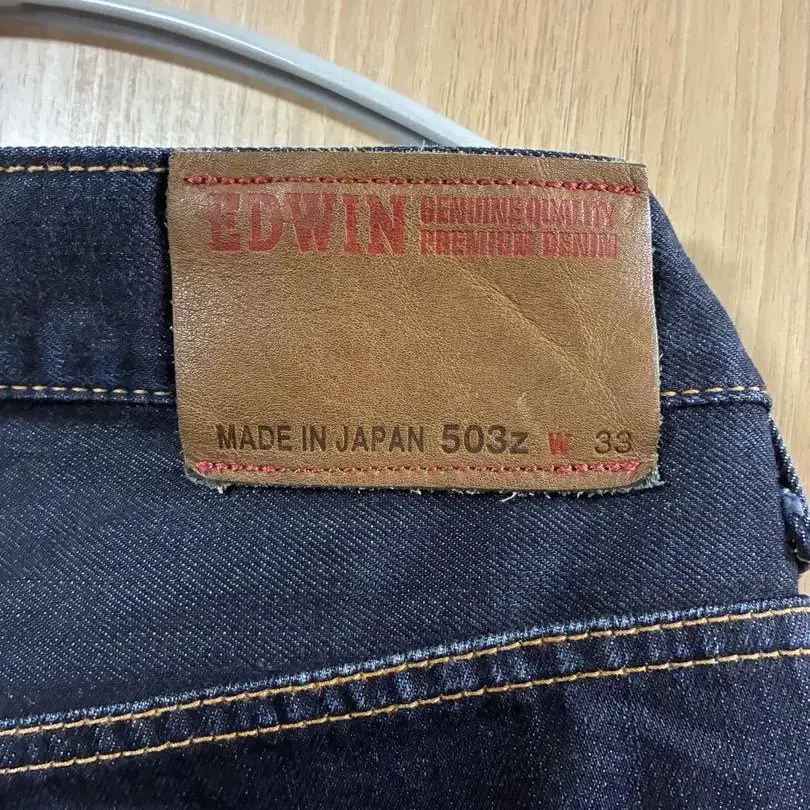 EDWIN GENUINE QUALITY
PREMIUM DENIM
MADE IN JAPAN 503z W 33